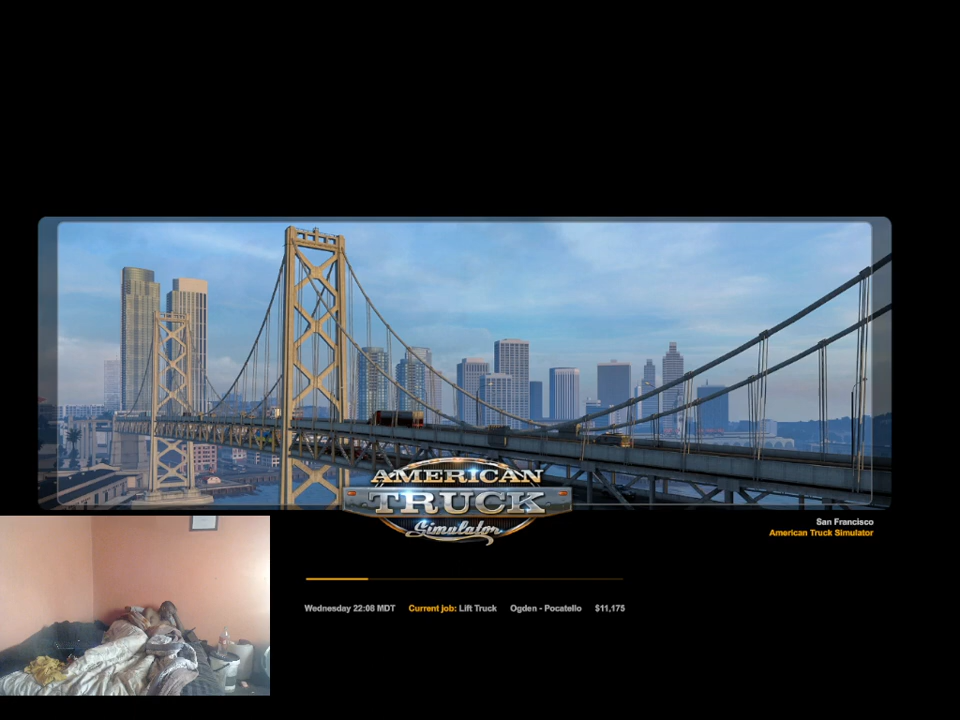 AMERICAN
TRUCK
Simulator
San Francisco
American Truck Simulator
Wednesday 22:08 MDT Current job: Lift Truck Ogden - Pocatello $11,175